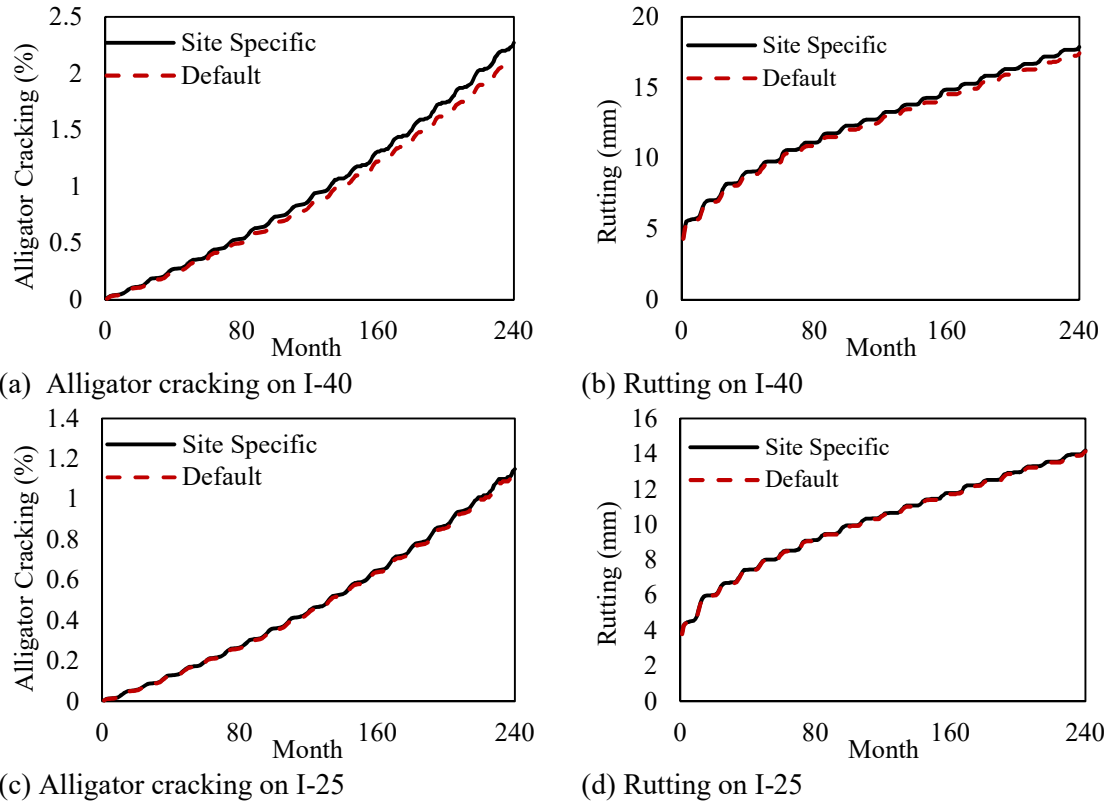 2.5
2
1.5
1
0.5
0
Alligator Cracking (%)
Site Specific
Default
0 80 160 240
Month
(a) Alligator cracking on I-40
20
15
10
5
0
Rutting (mm)
Site Specific
Default
0 80 160 240
Month
(b) Rutting on I-40
1.4
1.2
1
0.8
0.6
0.4
0.2
0
Alligator Cracking (%)
Site Specific
Default
0 80 160 240
Month
(c) Alligator cracking on I-25
16
14
12
10
8
6
4
2
0
Rutting (mm)
Site Specific
Default
0 80 160 240
Month
(d) Rutting on I-25